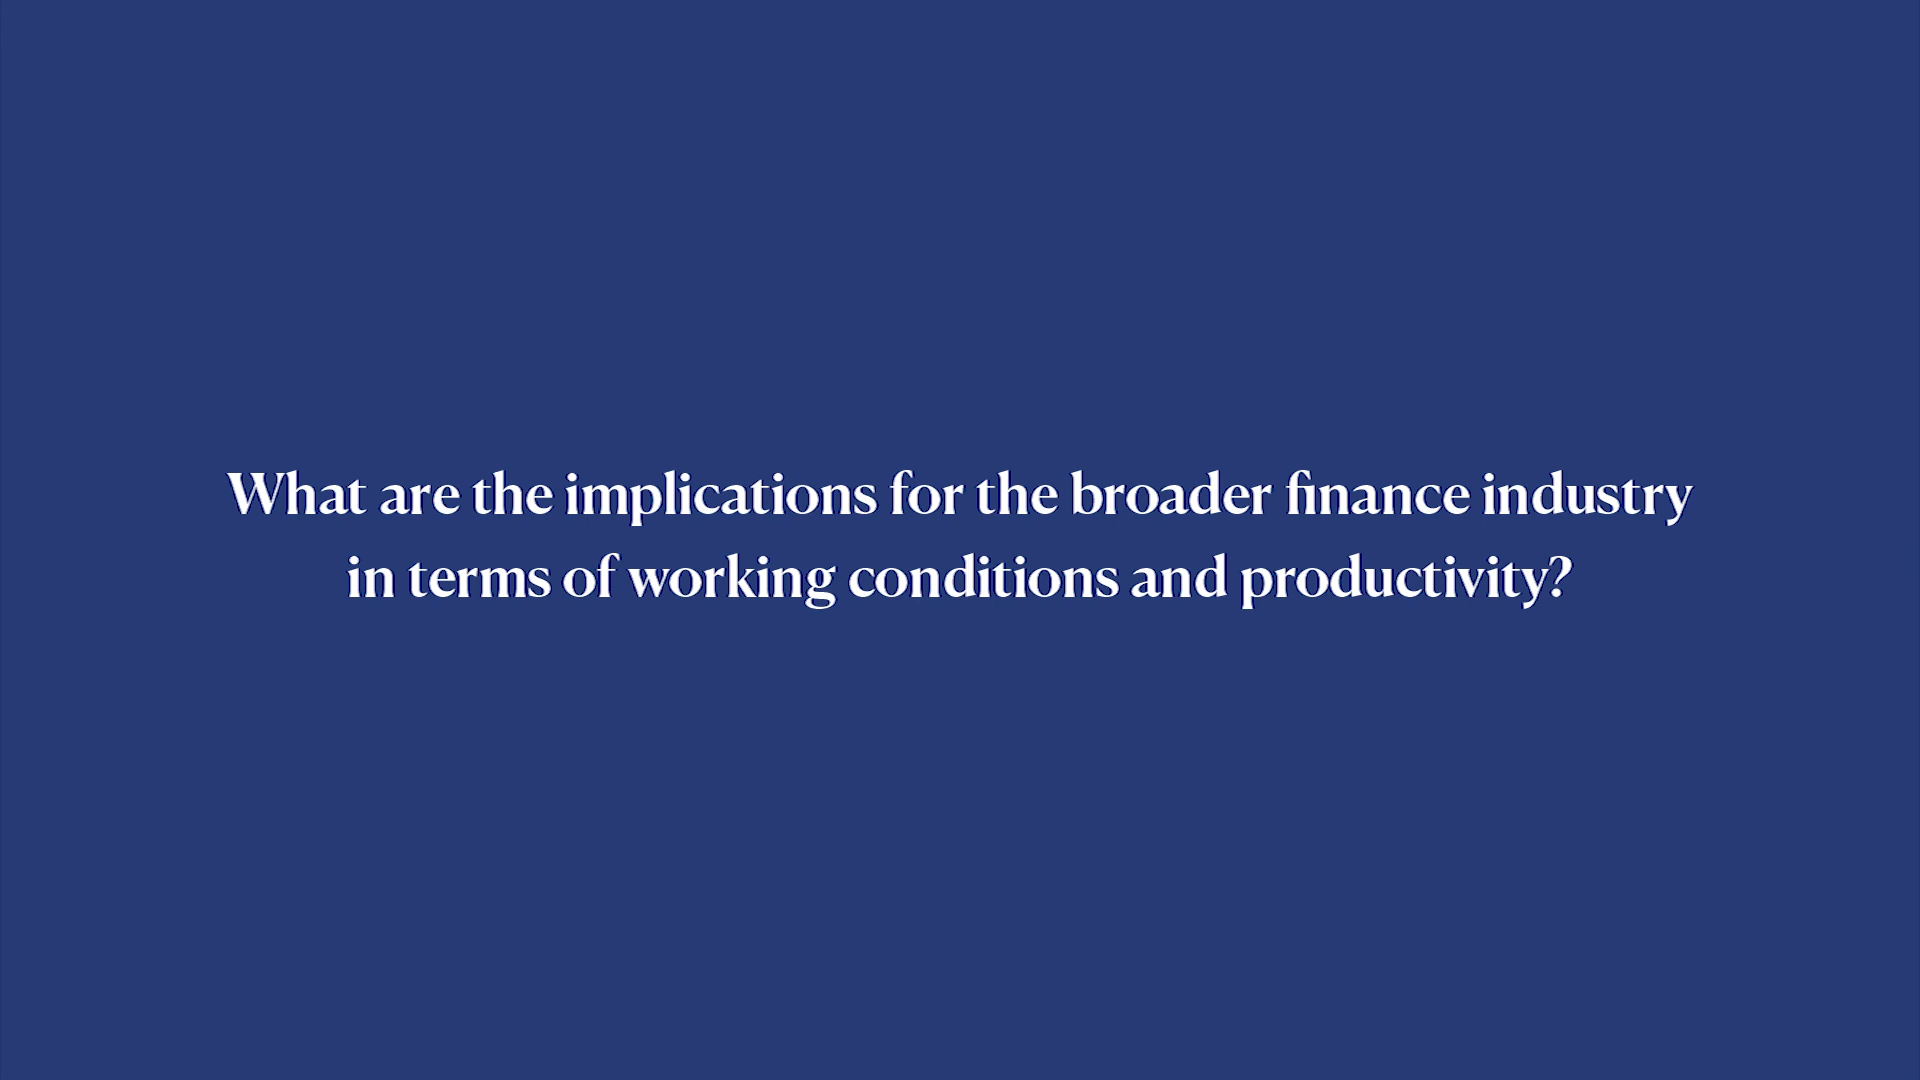 What are the implications for the broader finance industry
in terms of working conditions and productivity?